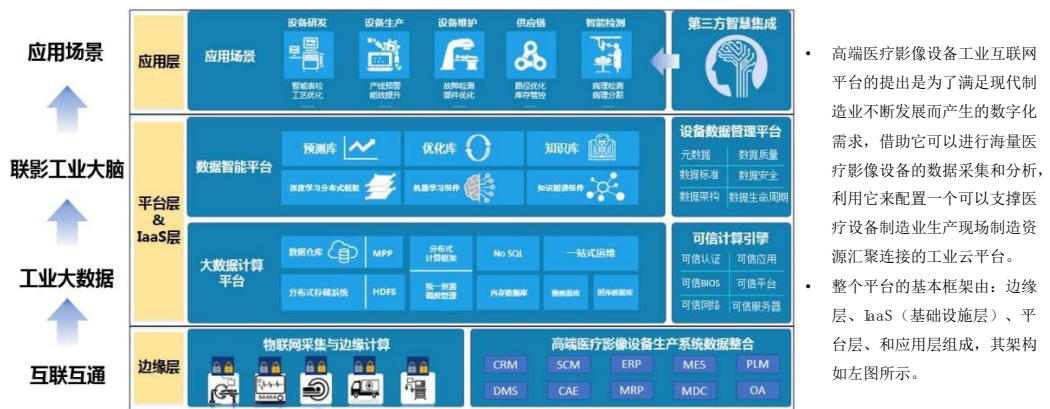 应用场景
联影工业大脑
工业大数据
互联互通
应用层
应用场景
设备研发
智能装检
工艺优化
......
设备生产
产线预警
能效提升
......
设备维护
故障检测
部件优化
......
供应链
路径优化
库存管控
......
智能检测
病理检测
病理分割
......
第三方智慧集成
平台层
&
IaaS层
数据智能平台
预测库
优化库
知识库
深度学习分布式框架
机器学习组件
知识图谱组件
设备数据管理平台
元数据 数据质量
数据标准 数据安全
数据架构 数据生命周期
大数据计算
平台
数据仓库
MPP
分布式
计算框架
No SQL
一站式运维
分布式存储系统
HDFS
统一资源
调度管理
内存数据库
图数据库
时序数据库
可信计算引擎
可信认证 可信应用
可信BIOS 可信平台
可信网络 可信服务器
边缘层
物联网采集与边缘计算
高端医疗影像设备生产系统数据整合
CRM SCM ERP MES PLM
DMS CAE MRP MDC OA
• 高端医疗影像设备工业互联网
平台的提出是为了满足现代制
造业不断发展而产生的数字化
需求，借助它可以进行海量医
疗影像设备的数据采集和分析，
利用它来配置一个可以支撑医
疗设备制造业生产现场制造资
源汇聚连接的工业云平台。
• 整个平台的基本框架由：边缘
层、IaaS（基础设施层）、平
台层、和应用层组成，其架构
如左图所示。